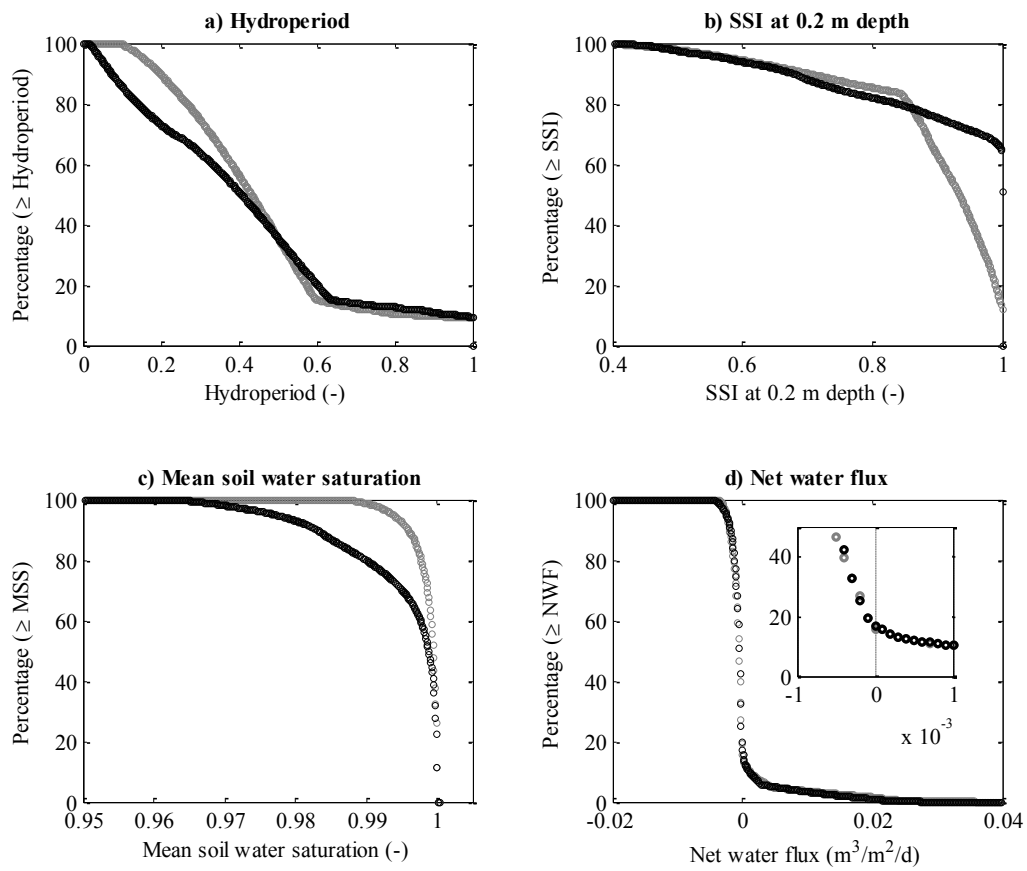 a) Hydroperiod
100
80
60
40
20
0
Percentage (≥ Hydroperiod)
0 0.2 0.4 0.6 0.8 1
Hydroperiod (-)
b) SSI at 0.2 m depth
100
80
60
40
20
0
Percentage (≥ SSI)
0.4 0.6 0.8 1
SSI at 0.2 m depth (-)
c) Mean soil water saturation
100
80
60
40
20
0
Percentage (≥ MSS)
0.95 0.96 0.97 0.98 0.99 1
Mean soil water saturation (-)
d) Net water flux
100
80
60
40
20
0
Percentage (≥ NWF)
40
20
0
-1 0 1
x 10⁻³
-0.02 0 0.02 0.04
Net water flux (m³/m²/d)